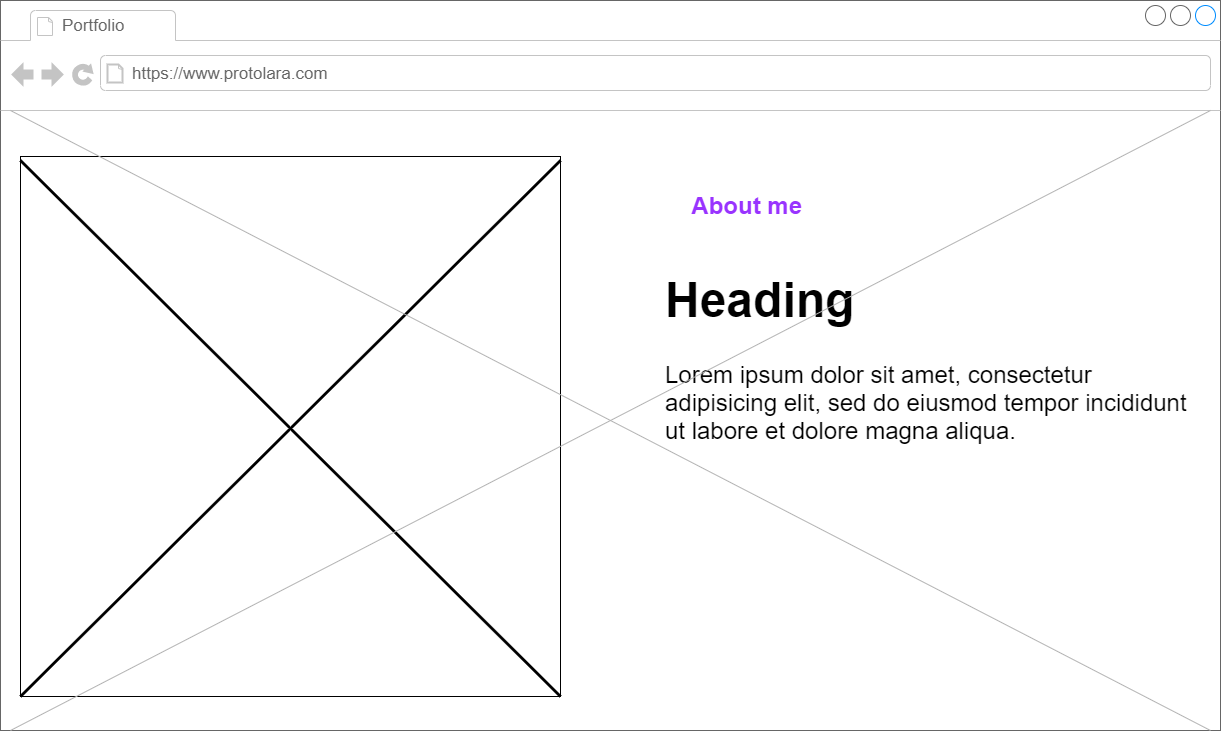 Portfolio
https://www.protolara.com
About me
Heading
Lorem ipsum dolor sit amet, consectetur
adipisicing elit, sed do eiusmod tempor incididunt
ut labore et dolore magna aliqua.